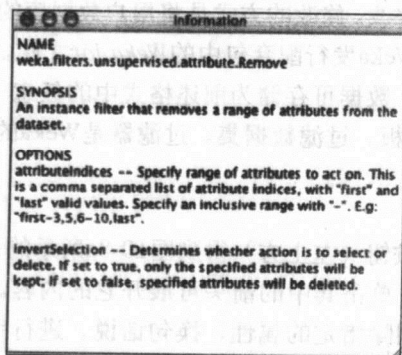 Information
NAME
weka.filters.unsupervised.attribute.Remove
SYNOPSIS
An instance filter that removes a range of attributes from the
dataset.
OPTIONS
attributeIndices -- Specify range of attributes to act on. This
is a comma separated list of attribute indices, with "first" and
"last" valid values. Specify an inclusive range with "-". E.g:
"first-3,5,6-10,last".
invertSelection -- Determines whether action is to select or
delete. If set to true, only the specified attributes will be
kept; If set to false, specified attributes will be deleted.